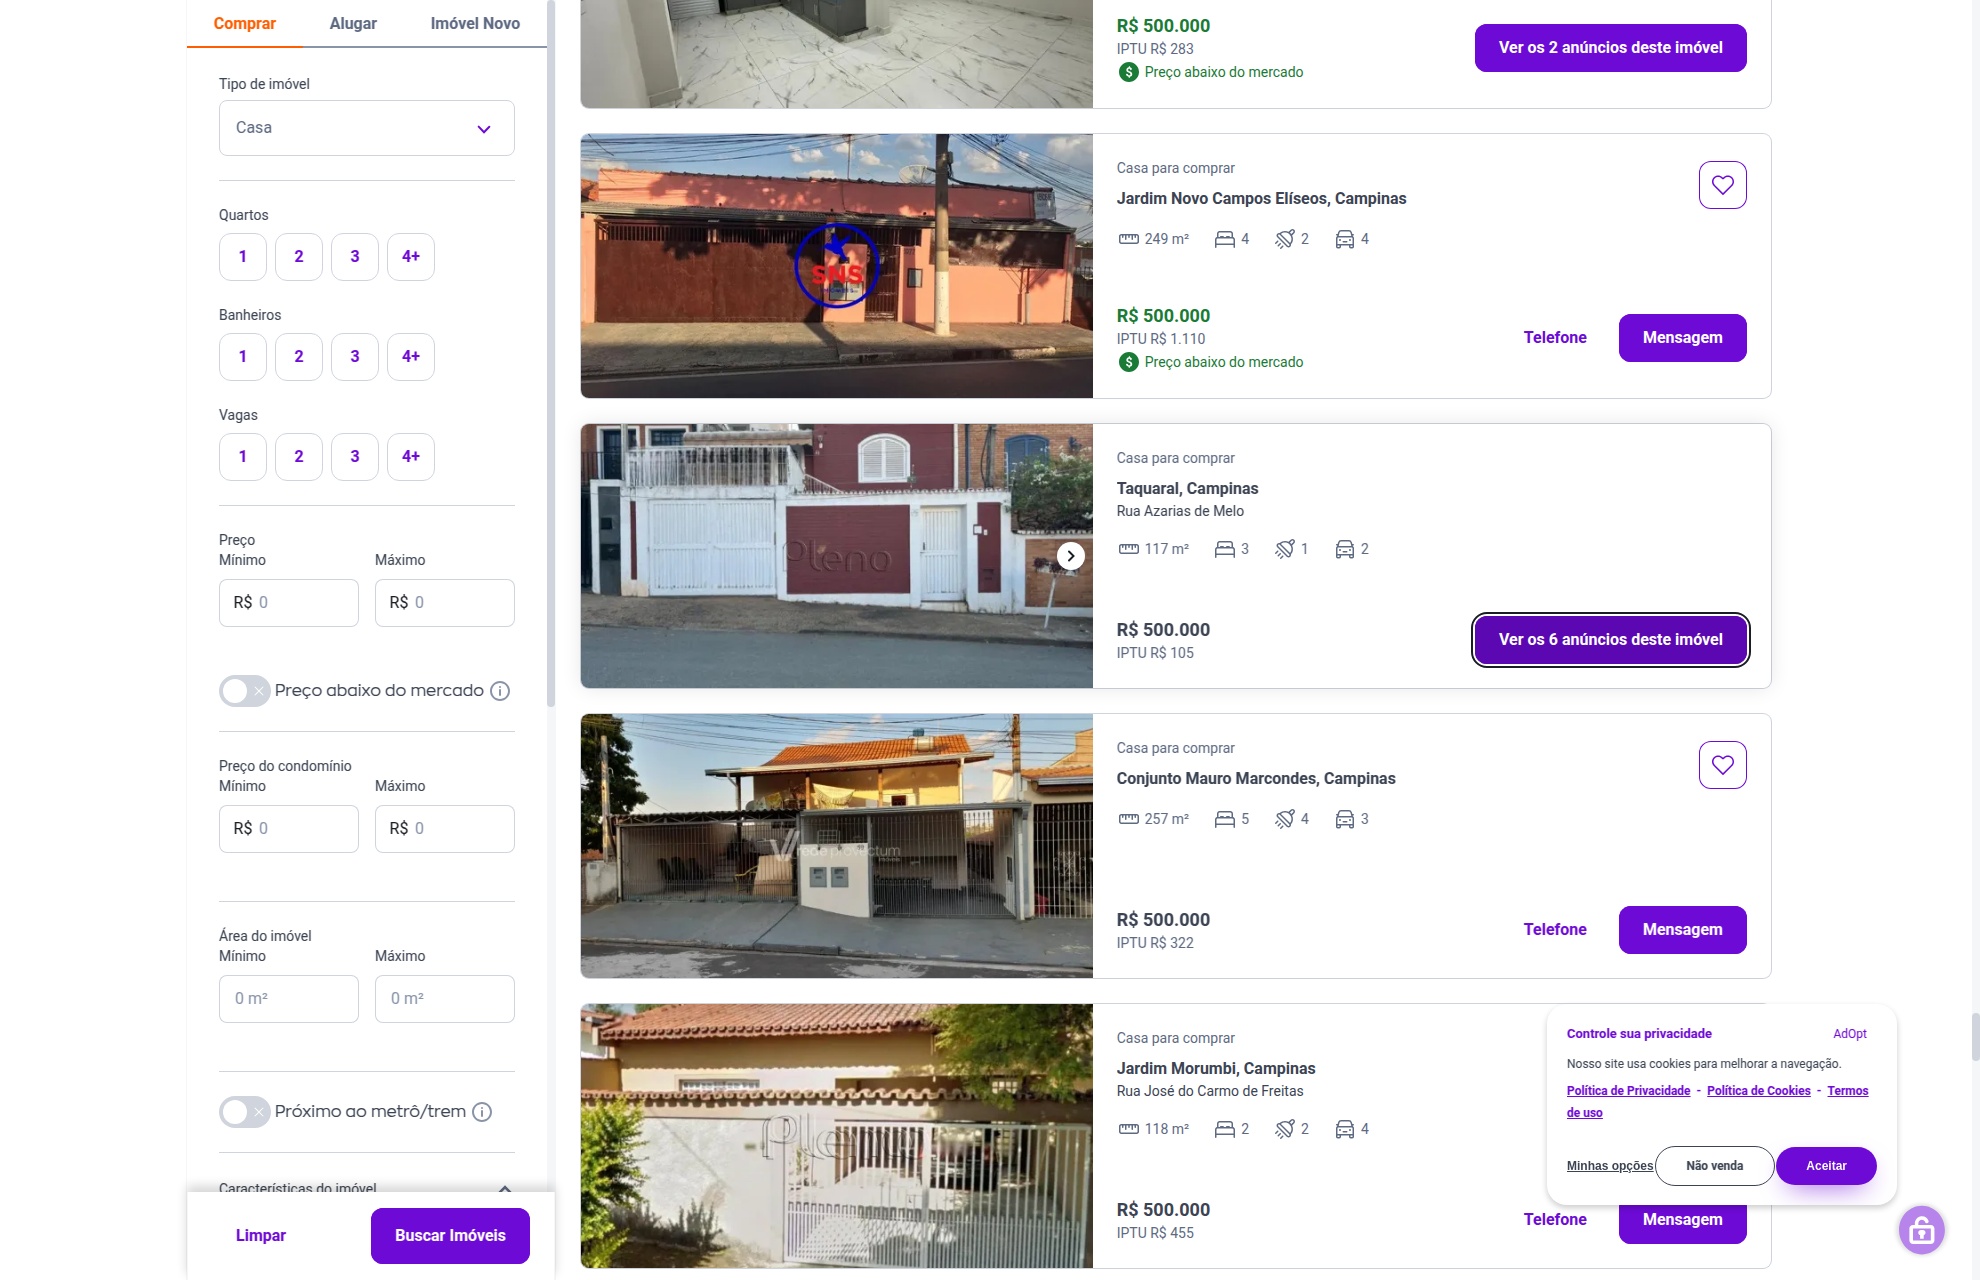 Comprar
Alugar
Imóvel Novo
Tipo de imóvel
Casa
Quartos
1
2
3
4+
Banheiros
1
2
3
4+
Vagas
1
2
3
4+
Preço
Mínimo
Máximo
R$ 0
R$ 0
Preço abaixo do mercado
Preço do condomínio
Mínimo
Máximo
R$ 0
R$ 0
Área do imóvel
Mínimo
Máximo
0 m²
0 m²
Próximo ao metrô/trem
Características do imóvel
Limpar
Buscar Imóveis
R$ 500.000
IPTU R$ 283
Preço abaixo do mercado
Ver os 2 anúncios deste imóvel
SNS
Casa para comprar
Jardim Novo Campos Elíseos, Campinas
249 m² 4 2 4
R$ 500.000
IPTU R$ 1.110
Preço abaixo do mercado
Telefone
Mensagem
Pleno
Casa para comprar
Taquaral, Campinas
Rua Azarias de Melo
117 m² 3 1 2
R$ 500.000
IPTU R$ 105
Ver os 6 anúncios deste imóvel
rede provectum
Casa para comprar
Conjunto Mauro Marcondes, Campinas
257 m² 5 4 3
R$ 500.000
IPTU R$ 322
Telefone
Mensagem
Pleno
Casa para comprar
Jardim Morumbi, Campinas
Rua José do Carmo de Freitas
118 m² 2 2 4
R$ 500.000
IPTU R$ 455
Telefone
Mensagem
Controle sua privacidade
AdOpt
Nosso site usa cookies para melhorar a navegação.
Política de Privacidade - Política de Cookies - Termos
de uso
Minhas opções
Não venda
Aceitar